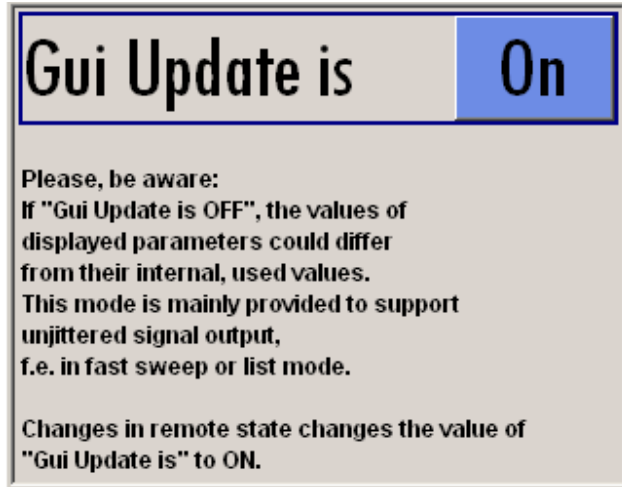 Gui Update is On
Please, be aware:
If "Gui Update is OFF", the values of
displayed parameters could differ
from their internal, used values.
This mode is mainly provided to support
unjittered signal output,
f.e. in fast sweep or list mode.
Changes in remote state changes the value of
"Gui Update is" to ON.